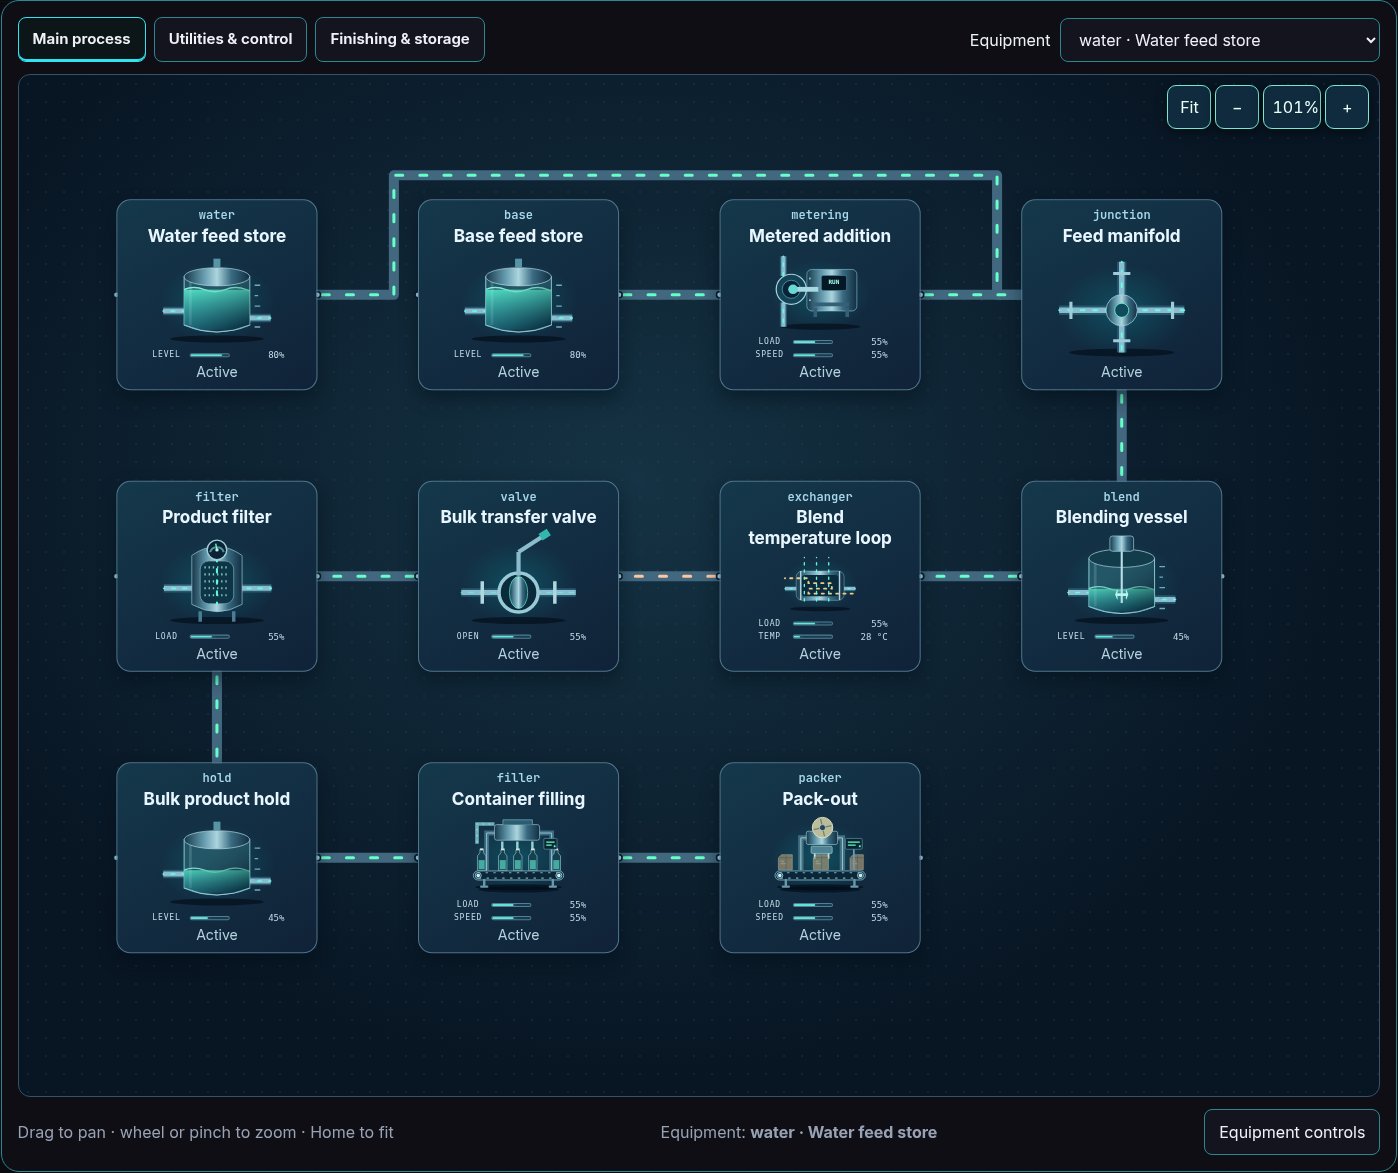 Main process
Utilities & control
Finishing & storage
Equipment
water · Water feed store
Fit
−
101%
+
water
Water feed store
LEVEL 80%
Active
base
Base feed store
LEVEL 80%
Active
metering
Metered addition
RUN
LOAD 55%
SPEED 55%
Active
junction
Feed manifold
Active
filter
Product filter
LOAD 55%
Active
valve
Bulk transfer valve
OPEN 55%
Active
exchanger
Blend
temperature loop
LOAD 55%
TEMP 28 °C
Active
blend
Blending vessel
LEVEL 45%
Active
hold
Bulk product hold
LEVEL 45%
Active
filler
Container filling
LOAD 55%
SPEED 55%
Active
packer
Pack-out
LOAD 55%
SPEED 55%
Active
Drag to pan · wheel or pinch to zoom · Home to fit
Equipment: water · Water feed store
Equipment controls